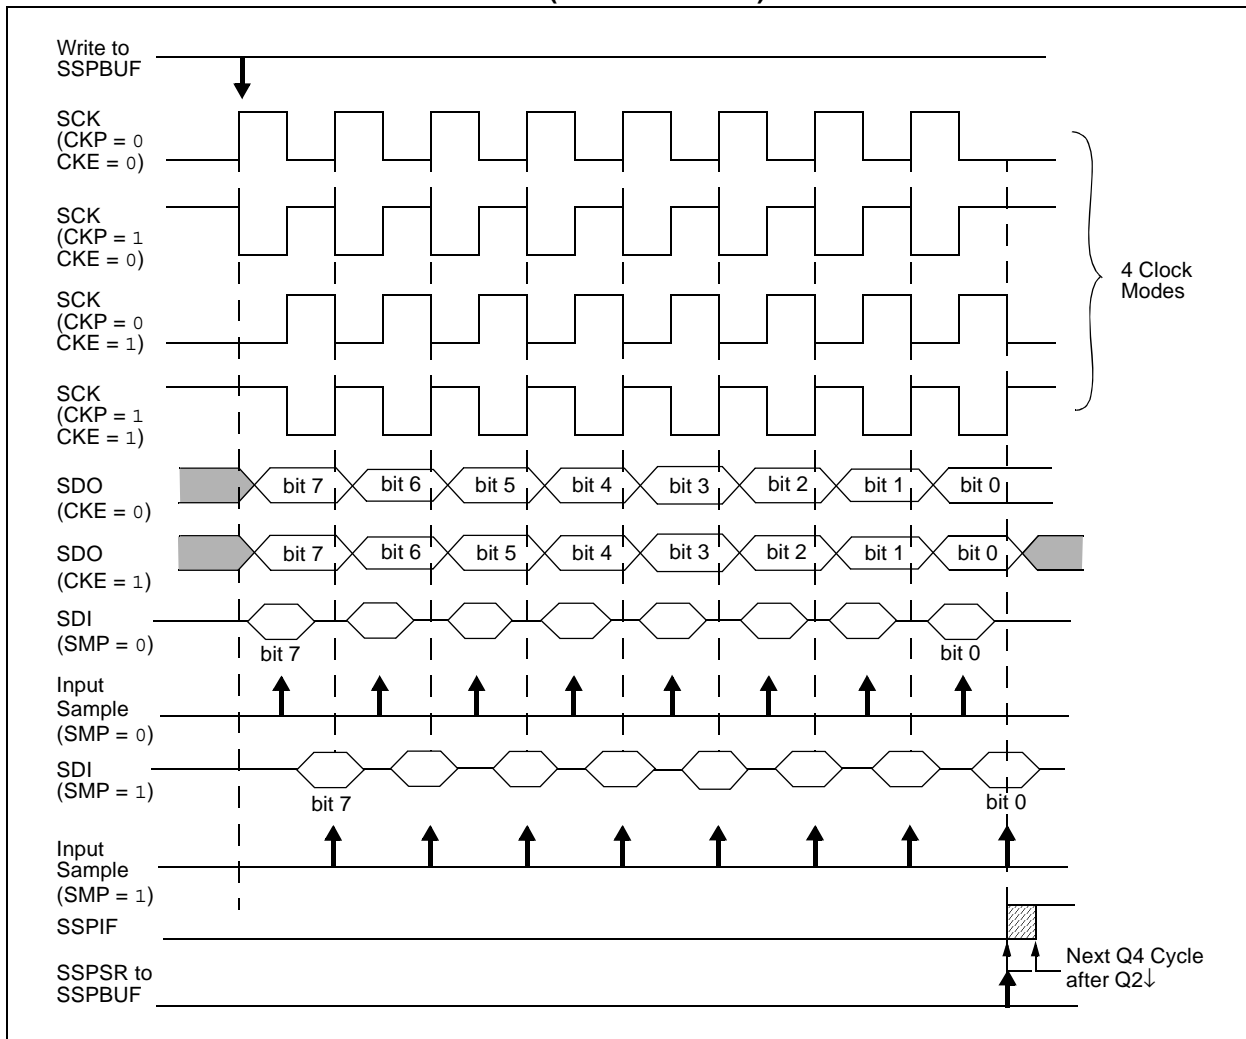 Write to
SSPBUF
SCK
(CKP = 0
CKE = 0)
SCK
(CKP = 1
CKE = 0)
SCK
(CKP = 0
CKE = 1)
SCK
(CKP = 1
CKE = 1)
4 Clock
Modes
SDO
(CKE = 0)
bit 7 bit 6 bit 5 bit 4 bit 3 bit 2 bit 1 bit 0
SDO
(CKE = 1)
bit 7 bit 6 bit 5 bit 4 bit 3 bit 2 bit 1 bit 0
SDI
(SMP = 0)
bit 7 bit 0
Input
Sample
(SMP = 0)
SDI
(SMP = 1)
bit 7 bit 0
Input
Sample
(SMP = 1)
SSPIF
Next Q4 Cycle
after Q2↓
SSPSR to
SSPBUF